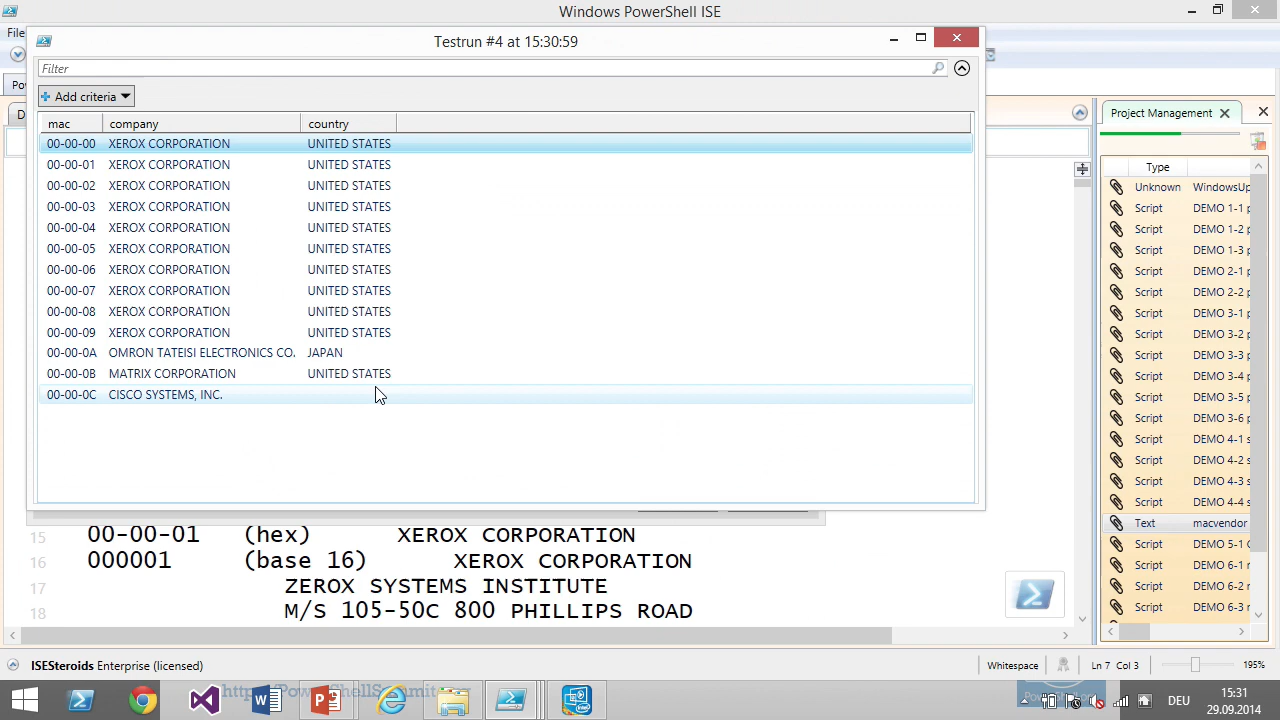 Windows PowerShell ISE
File
Testrun #4 at 15:30:59
Filter
Add criteria
mac company country
00-00-00 XEROX CORPORATION UNITED STATES
00-00-01 XEROX CORPORATION UNITED STATES
00-00-02 XEROX CORPORATION UNITED STATES
00-00-03 XEROX CORPORATION UNITED STATES
00-00-04 XEROX CORPORATION UNITED STATES
00-00-05 XEROX CORPORATION UNITED STATES
00-00-06 XEROX CORPORATION UNITED STATES
00-00-07 XEROX CORPORATION UNITED STATES
00-00-08 XEROX CORPORATION UNITED STATES
00-00-09 XEROX CORPORATION UNITED STATES
00-00-0A OMRON TATEISI ELECTRONICS CO. JAPAN
00-00-0B MATRIX CORPORATION UNITED STATES
00-00-0C CISCO SYSTEMS, INC.
15 00-00-01 (hex) XEROX CORPORATION
16 000001 (base 16) XEROX CORPORATION
17 ZEROX SYSTEMS INSTITUTE
18 M/S 105-50C 800 PHILLIPS ROAD
Project Management
Type
Unknown WindowsUp
Script DEMO 1-1 p
Script DEMO 1-2 p
Script DEMO 1-3 p
Script DEMO 2-1 p
Script DEMO 2-2 p
Script DEMO 3-1 p
Script DEMO 3-2 p
Script DEMO 3-3 p
Script DEMO 3-4 p
Script DEMO 3-5 p
Script DEMO 3-6 p
Script DEMO 4-1 s
Script DEMO 4-2 s
Script DEMO 4-3 s
Script DEMO 4-4 s
Text macvendor
Script DEMO 5-1 C
Script DEMO 6-1 r
Script DEMO 6-2 r
Script DEMO 6-3 r
ISESteroids Enterprise (licensed)
Whitespace Ln 7 Col 3 195%
DEU
15:31
29.09.2014